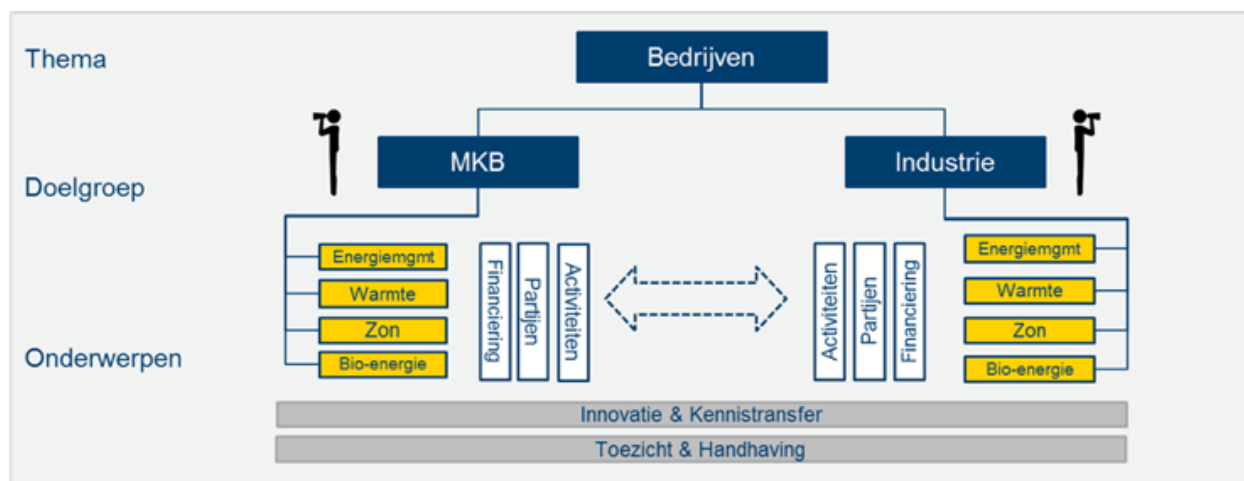 Thema
Bedrijven
Doelgroep
MKB
Industrie
Onderwerpen
Energiemgmt
Warmte
Zon
Bio-energie
Financiering
Partijen
Activiteiten
Activiteiten
Partijen
Financiering
Energiemgmt
Warmte
Zon
Bio-energie
Innovatie & Kennistransfer
Toezicht & Handhaving